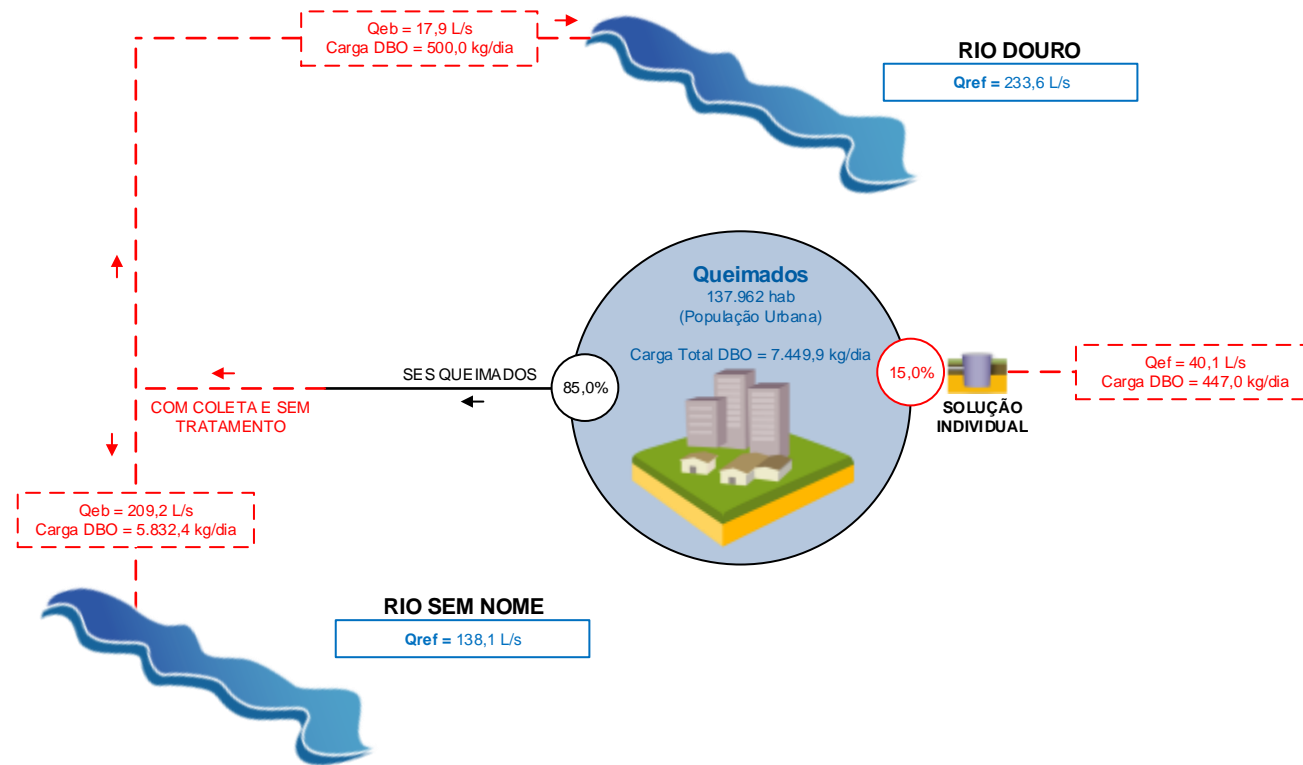 Qeb = 17,9 L/s
Carga DBO = 500,0 kg/dia
RIO DOURO
Qref = 233,6 L/s
Queimados
137.962 hab
(População Urbana)
Carga Total DBO = 7.449,9 kg/dia
SES QUEIMADOS
85,0%
15,0%
SOLUÇÃO
INDIVIDUAL
Qef = 40,1 L/s
Carga DBO = 447,0 kg/dia
COM COLETA E SEM
TRATAMENTO
Qeb = 209,2 L/s
Carga DBO = 5.832,4 kg/dia
RIO SEM NOME
Qref = 138,1 L/s